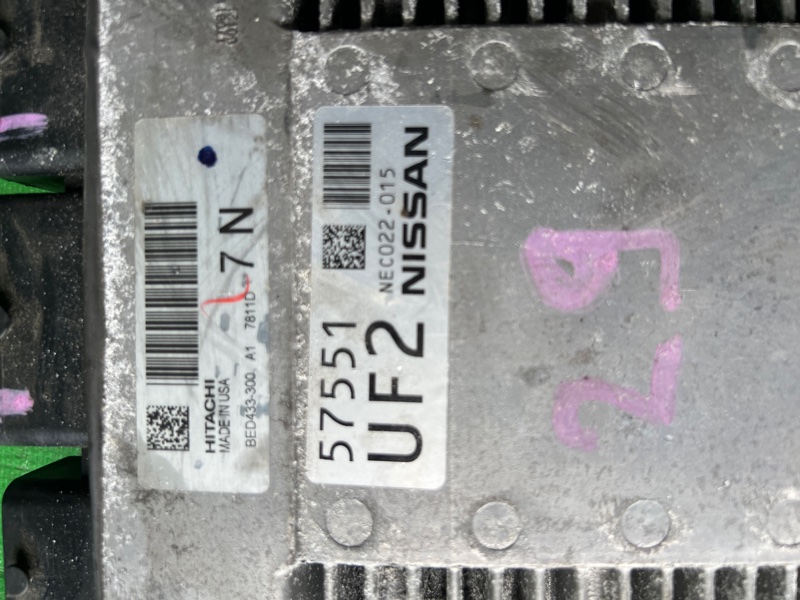 HITACHI
MADE IN USA
BED433-300 A1 7811D
7N
57551
UF2
NEC022-015
NISSAN
29